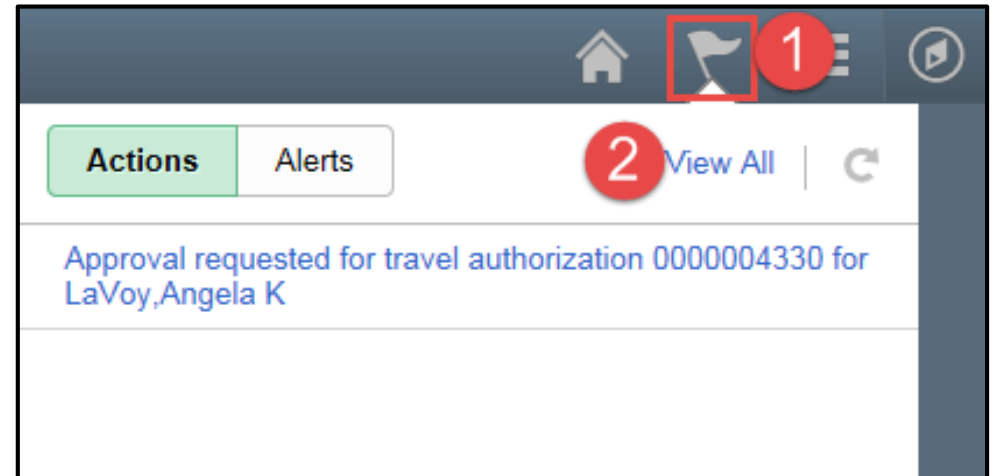 1
Actions Alerts 2 View All
Approval requested for travel authorization 0000004330 for
LaVoy,Angela K